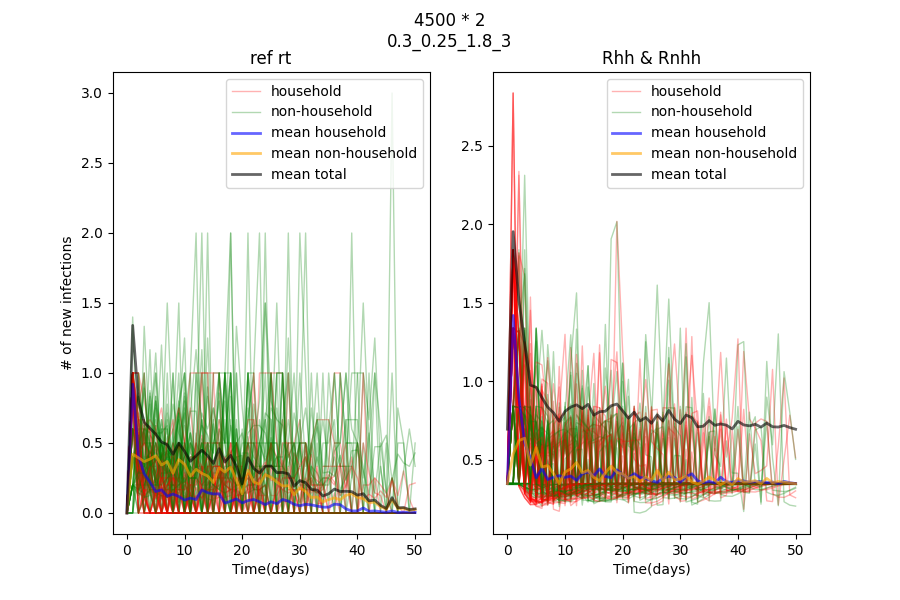 4500 * 2
0.3_0.25_1.8_3
ref rt
household
non-household
mean household
mean non-household
mean total
3.0
2.5
2.0
1.5
1.0
0.5
0.0
# of new infections
0
10
20
30
40
50
Time(days)
Rhh & Rnhh
household
non-household
mean household
mean non-household
mean total
2.5
2.0
1.5
1.0
0.5
0
10
20
30
40
50
Time(days)